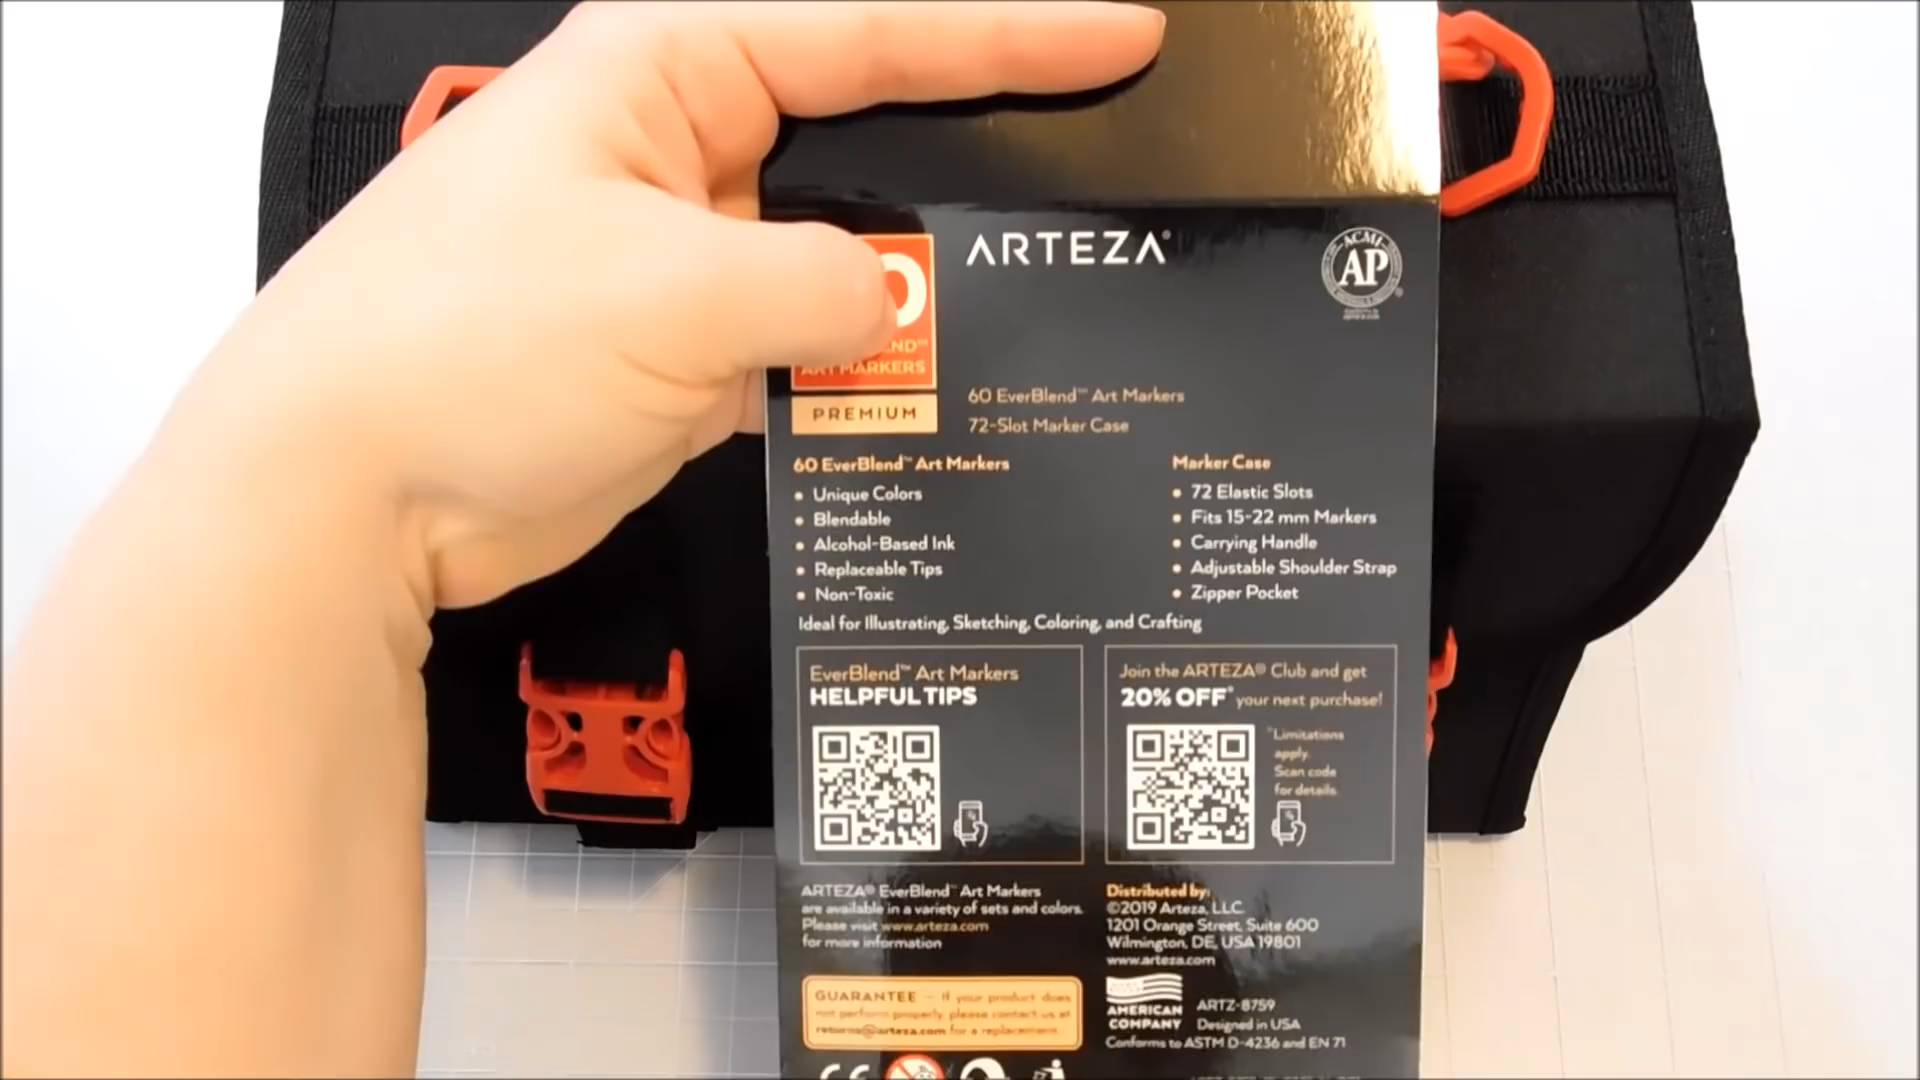 ARTEZA®
ACMI
AP
END™
ART MARKERS
PREMIUM
60 EverBlend™ Art Markers
72-Slot Marker Case
60 EverBlend™ Art Markers
• Unique Colors
• Blendable
• Alcohol-Based Ink
• Replaceable Tips
• Non-Toxic
Marker Case
• 72 Elastic Slots
• Fits 15-22 mm Markers
• Carrying Handle
• Adjustable Shoulder Strap
• Zipper Pocket
Ideal for Illustrating, Sketching, Coloring, and Crafting
EverBlend™ Art Markers
HELPFUL TIPS
Join the ARTEZA® Club and get
20% OFF* your next purchase!
*Limitations
apply.
Scan code
for details.
ARTEZA® EverBlend™ Art Markers
are available in a variety of sets and colors.
Please visit www.arteza.com
for more information
Distributed by:
©2019 Arteza, LLC
1201 Orange Street, Suite 600
Wilmington, DE, USA 19801
www.arteza.com
GUARANTEE – If your product does
not perform properly, please contact us at
returns@arteza.com for a replacement.
AMERICAN
COMPANY
ARTZ-8759
Designed in USA
Conforms to ASTM D-4236 and EN 71
CE